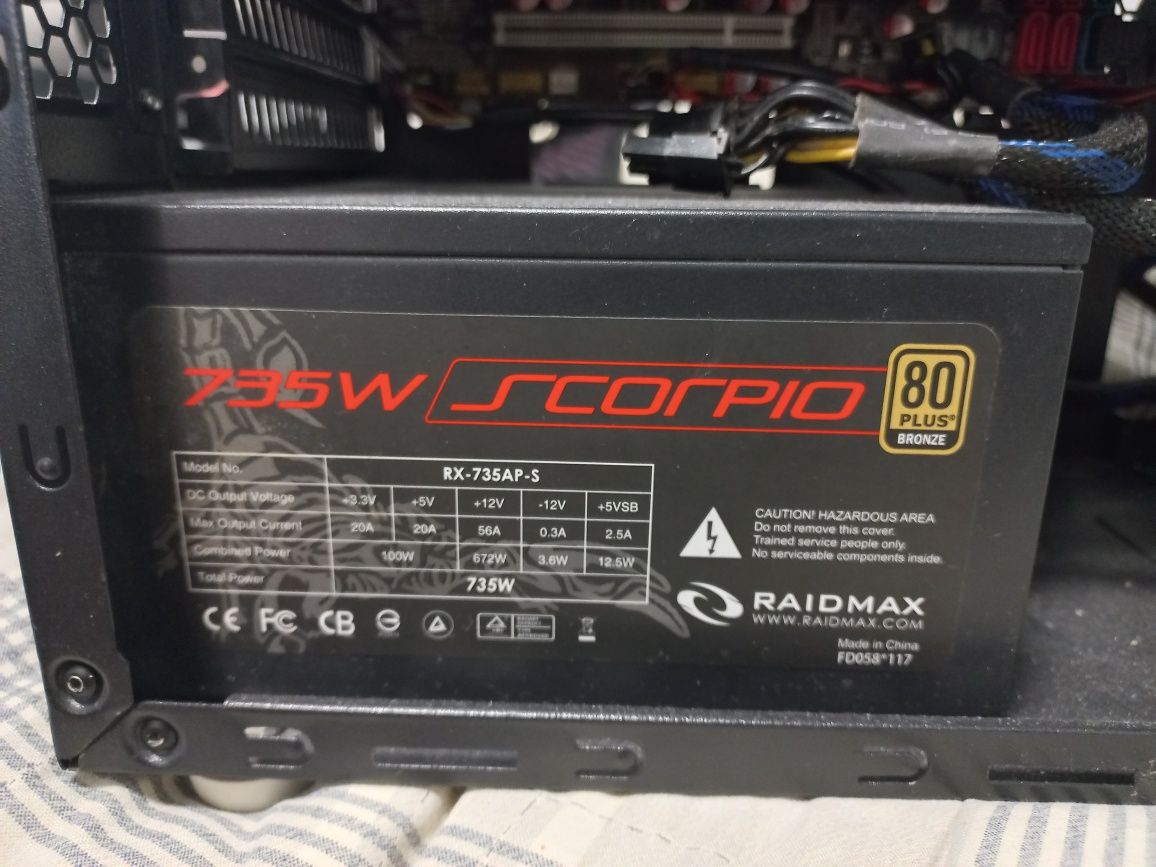 735W SCORPIO
80
PLUS®
BRONZE
Model No. RX-735AP-S
DC Output Voltage +3.3V +5V +12V -12V +5VSB
Max Output Current 20A 20A 56A 0.3A 2.5A
Combined Power 100W 672W 3.6W 12.5W
Total Power 735W
CAUTION! HAZARDOUS AREA
Do not remove this cover.
Trained service people only.
No serviceable components inside.
CE FC CB
RAIDMAX
WWW.RAIDMAX.COM
Made in China
FD058*117